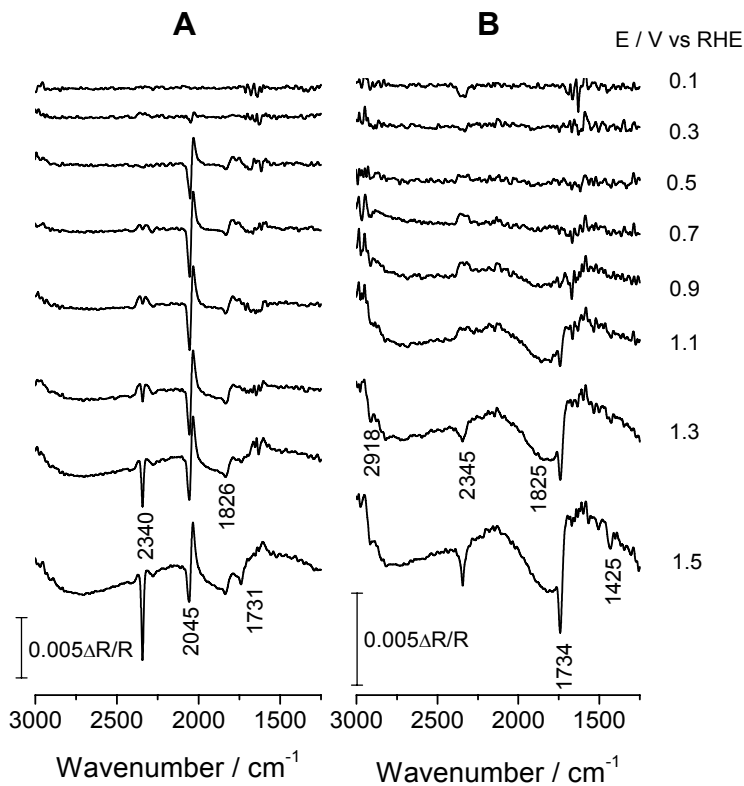 A
B
E / V vs RHE
0.1
0.3
0.5
0.7
0.9
1.1
1.3
1.5
2340
2045
1826
1731
2918
2345
1825
1734
1425
0.005ΔR/R
0.005ΔR/R
3000 2500 2000 1500
3000 2500 2000 1500
Wavenumber / cm⁻¹
Wavenumber / cm⁻¹